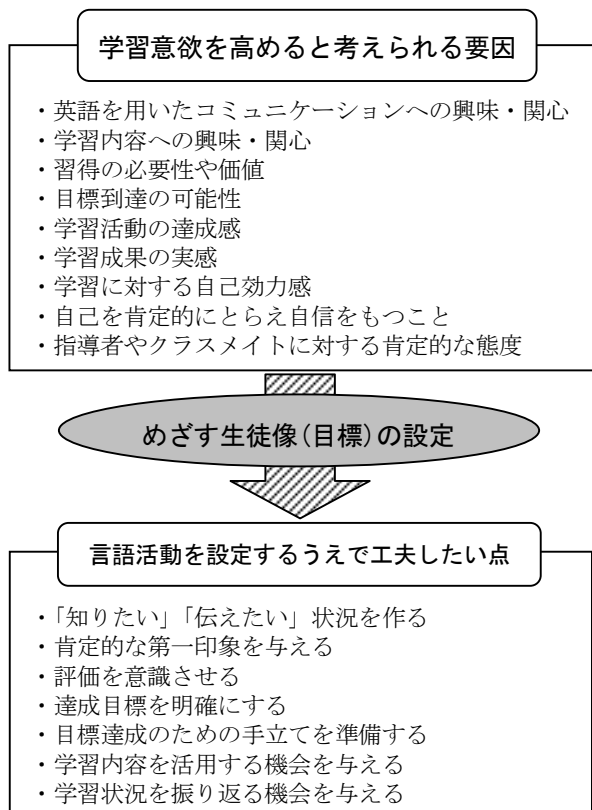 学習意欲を高めると考えられる要因
・英語を用いたコミュニケーションへの興味・関心
・学習内容への興味・関心
・習得の必要性や価値
・目標到達の可能性
・学習活動の達成感
・学習成果の実感
・学習に対する自己効力感
・自己を肯定的にとらえ自信をもつこと
・指導者やクラスメイトに対する肯定的な態度
めざす生徒像(目標)の設定
言語活動を設定するうえで工夫したい点
・「知りたい」「伝えたい」状況を作る
・肯定的な第一印象を与える
・評価を意識させる
・達成目標を明確にする
・目標達成のための手立てを準備する
・学習内容を活用する機会を与える
・学習状況を振り返る機会を与える